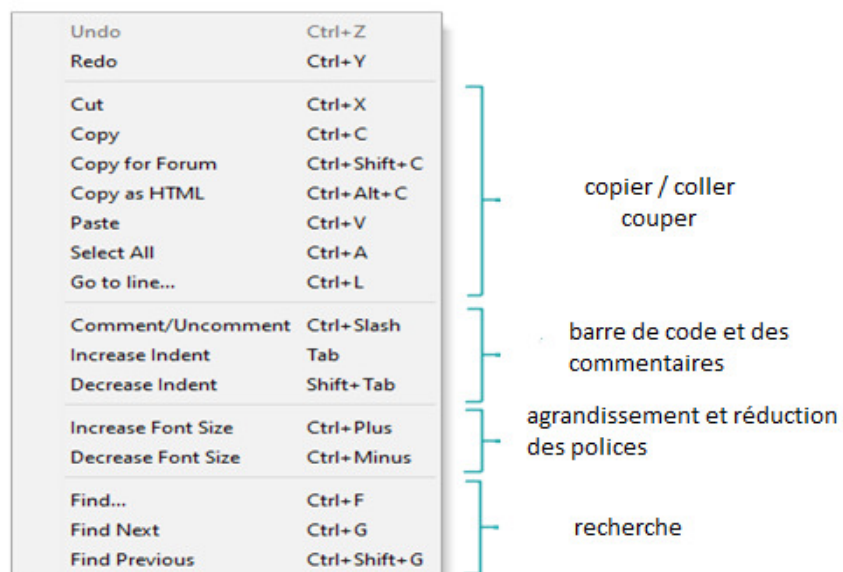 Undo Ctrl+Z
Redo Ctrl+Y
Cut Ctrl+X
Copy Ctrl+C
Copy for Forum Ctrl+Shift+C
Copy as HTML Ctrl+Alt+C
Paste Ctrl+V
Select All Ctrl+A
Go to line... Ctrl+L
copier / coller
couper
Comment/Uncomment Ctrl+Slash
Increase Indent Tab
Decrease Indent Shift+Tab
barre de code et des
commentaires
Increase Font Size Ctrl+Plus
Decrease Font Size Ctrl+Minus
agrandissement et réduction
des polices
Find... Ctrl+F
Find Next Ctrl+G
Find Previous Ctrl+Shift+G
recherche